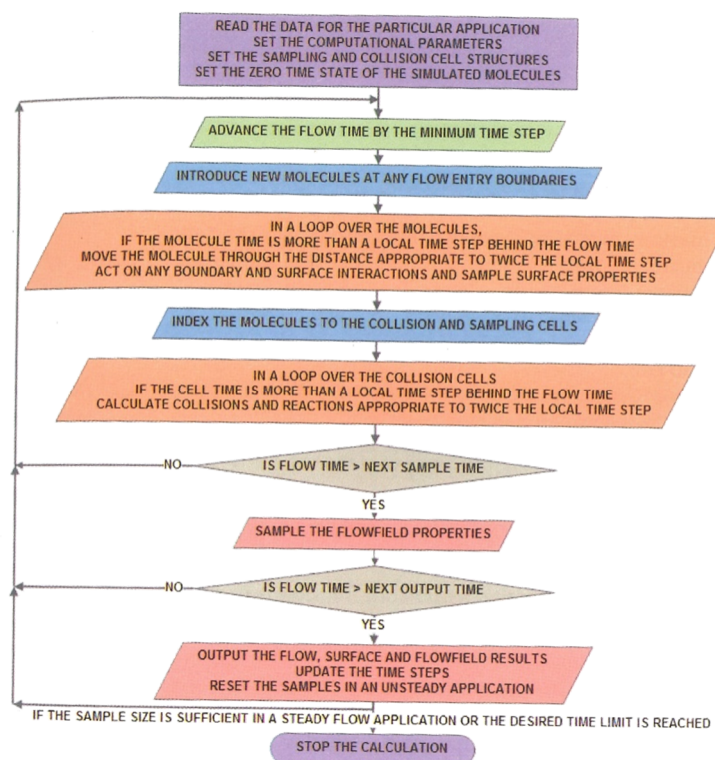 READ THE DATA FOR THE PARTICULAR APPLICATION
SET THE COMPUTATIONAL PARAMETERS
SET THE SAMPLING AND COLLISION CELL STRUCTURES
SET THE ZERO TIME STATE OF THE SIMULATED MOLECULES
ADVANCE THE FLOW TIME BY THE MINIMUM TIME STEP
INTRODUCE NEW MOLECULES AT ANY FLOW ENTRY BOUNDARIES
IN A LOOP OVER THE MOLECULES,
IF THE MOLECULE TIME IS MORE THAN A LOCAL TIME STEP BEHIND THE FLOW TIME
MOVE THE MOLECULE THROUGH THE DISTANCE APPROPRIATE TO TWICE THE LOCAL TIME STEP
ACT ON ANY BOUNDARY AND SURFACE INTERACTIONS AND SAMPLE SURFACE PROPERTIES
INDEX THE MOLECULES TO THE COLLISION AND SAMPLING CELLS
IN A LOOP OVER THE COLLISION CELLS
IF THE CELL TIME IS MORE THAN A LOCAL TIME STEP BEHIND THE FLOW TIME
CALCULATE COLLISIONS AND REACTIONS APPROPRIATE TO TWICE THE LOCAL TIME STEP
NO
IS FLOW TIME > NEXT SAMPLE TIME
YES
SAMPLE THE FLOWFIELD PROPERTIES
NO
IS FLOW TIME > NEXT OUTPUT TIME
YES
OUTPUT THE FLOW, SURFACE AND FLOWFIELD RESULTS
UPDATE THE TIME STEPS
RESET THE SAMPLES IN AN UNSTEADY APPLICATION
IF THE SAMPLE SIZE IS SUFFICIENT IN A STEADY FLOW APPLICATION OR THE DESIRED TIME LIMIT IS REACHED
STOP THE CALCULATION